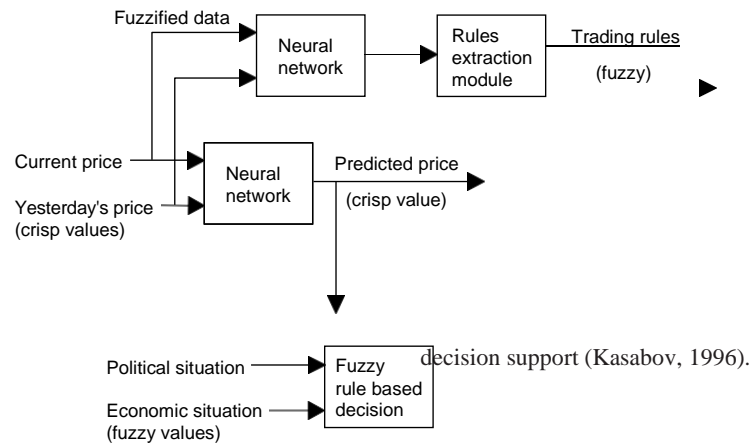 Fuzzified data
Neural
network
Rules
extraction
module
Trading rules
(fuzzy)
Current price
Yesterday's price
(crisp values)
Neural
network
Predicted price
(crisp value)
Political situation
Economic situation
(fuzzy values)
Fuzzy
rule based
decision
decision support (Kasabov, 1996).